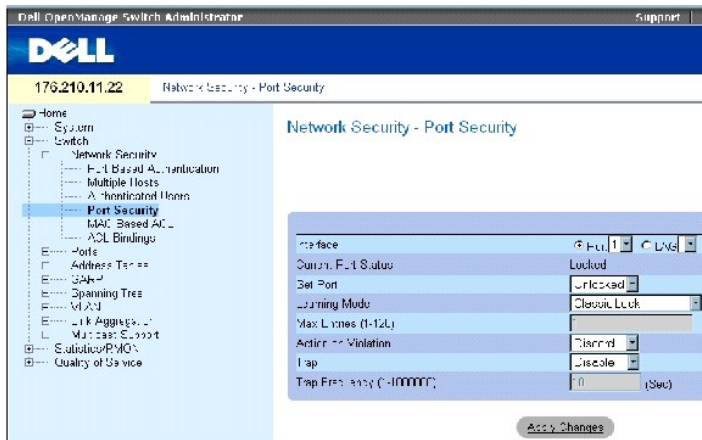 Dell OpenManage Switch Administrator
Support
DELL
176.210.11.22
Network Security - Port Security
Home
System
Switch
Network Security
Port Based Authentication
Multiple Hosts
Authenticated Users
Port Security
MAC Based ACL
ACL Bindings
Ports
Address Tables
GARP
Spanning Tree
VLAN
Link Aggregation
Multicast Support
Statistics/RMON
Quality of Service
Network Security - Port Security
Interface Port 1 LAG
Current Port Status Locked
Set Port Unlocked
Learning Mode Classic Lock
Max Entries (1-128) 1
Action on Violation Discard
Trap Disable
Trap Frequency (1-1000000) 10 (Sec)
Apply Changes